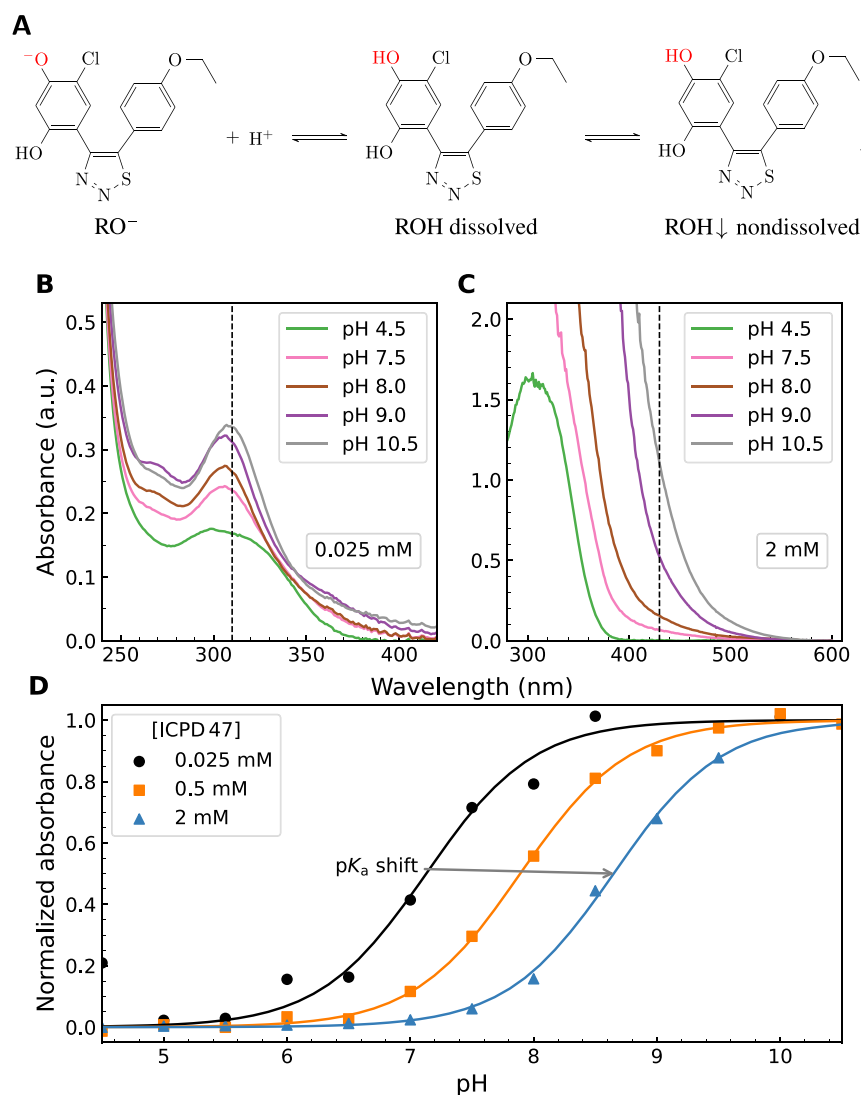 A
⁻O
Cl
O
HO
N
N
S
+ H⁺
HO
Cl
O
HO
N
N
S
HO
Cl
O
HO
N
N
S
.
RO⁻
ROH dissolved
ROH↓ nondissolved
B
C
0.5
0.4
0.3
0.2
0.1
0.0
Absorbance (a.u.)
pH 4.5
pH 7.5
pH 8.0
pH 9.0
pH 10.5
0.025 mM
240
310
350
400
2.0
1.5
1.0
0.5
0.0
pH 4.5
pH 7.5
pH 8.0
pH 9.0
pH 10.5
2 mM
300
430
500
600
Wavelength (nm)
D
1.0
0.8
0.6
0.4
0.2
0.0
Normalized absorbance
[ICPD 47]
0.025 mM
0.5 mM
2 mM
pKₐ shift
5
6
7
8
9
10
pH